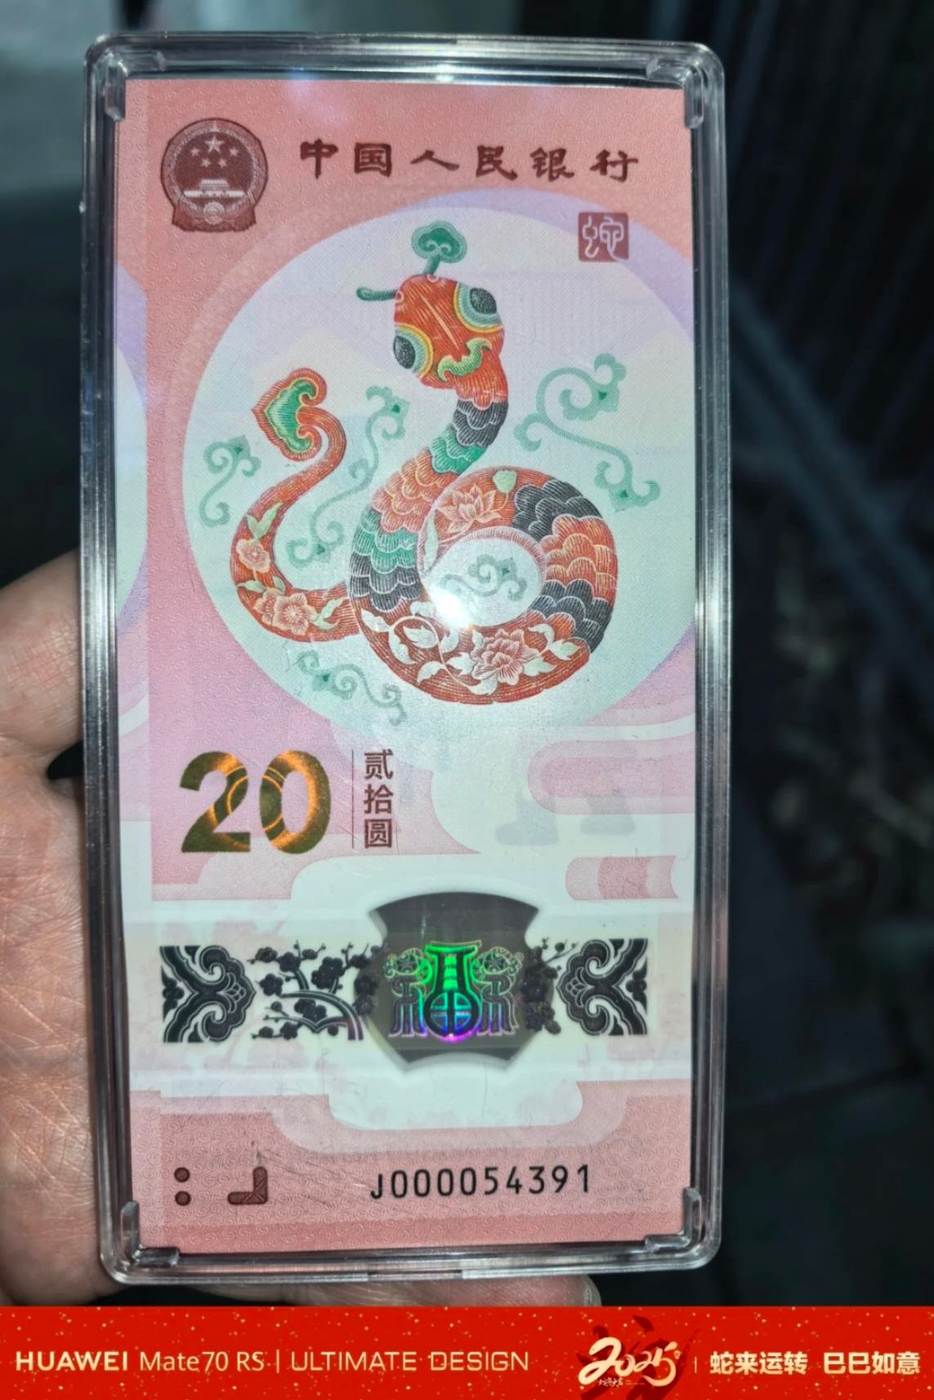 中国人民银行
蛇
20
贰拾圆
J000054391
HUAWEI Mate70 RS | ULTIMATE DESIGN
2025 | 蛇来运转 巳巳如意